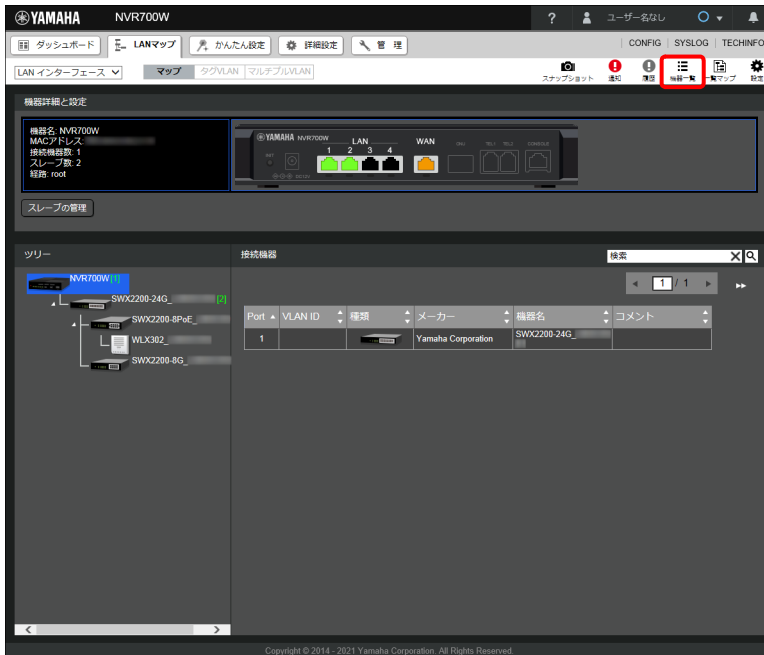 YAMAHA NVR700W ? ユーザー名なし
ダッシュボード LANマップ かんたん設定 詳細設定 管理 CONFIG SYSLOG TECHINFO
LAN インターフェース マップ タグVLAN マルチプルVLAN スナップショット 通知 履歴 機器一覧 一覧マップ 設定
機器詳細と設定
機器名: NVR700W
MACアドレス:
接続機器数: 1
スレーブ数: 2
経路: root
YAMAHA NVR700W LAN WAN
1 2 3 4
スレーブの管理
ツリー
NVR700W [1]
SWX2200-24G_ [2]
SWX2200-8PoE_
WLX302_
SWX2200-8G_
接続機器 検索
1 / 1
Port VLAN ID 種類 メーカー 機器名 コメント
1 Yamaha Corporation SWX2200-24G_
Copyright © 2014 - 2021 Yamaha Corporation. All Rights Reserved.